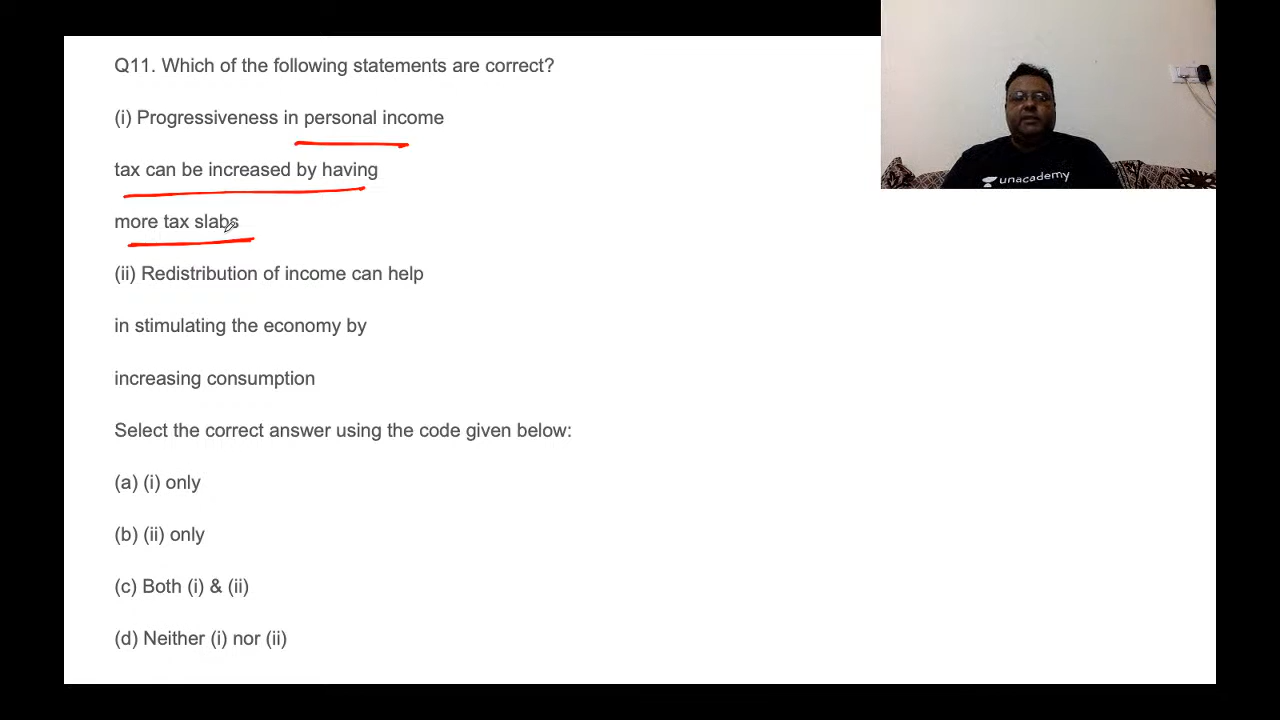 Q11. Which of the following statements are correct?
(i) Progressiveness in personal income
tax can be increased by having
more tax slabs
(ii) Redistribution of income can help
in stimulating the economy by
increasing consumption
Select the correct answer using the code given below:
(a) (i) only
(b) (ii) only
(c) Both (i) & (ii)
(d) Neither (i) nor (ii)
unacademy